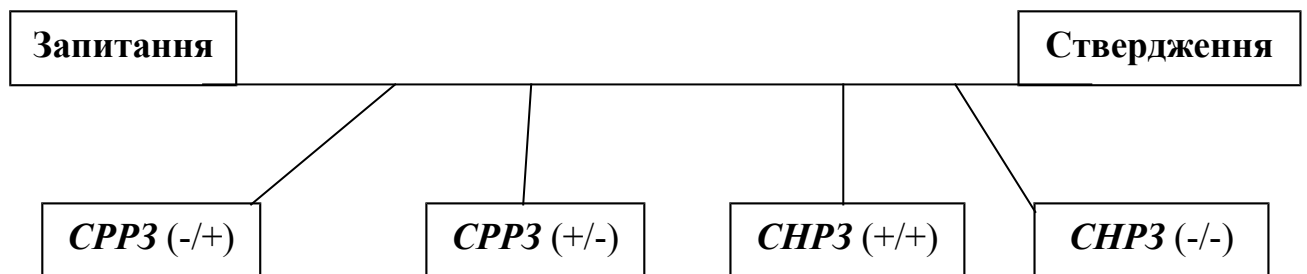 Запитання
Ствердження
СРРЗ (-/+)
СРРЗ (+/-)
СНРЗ (+/+)
СНРЗ (-/-)